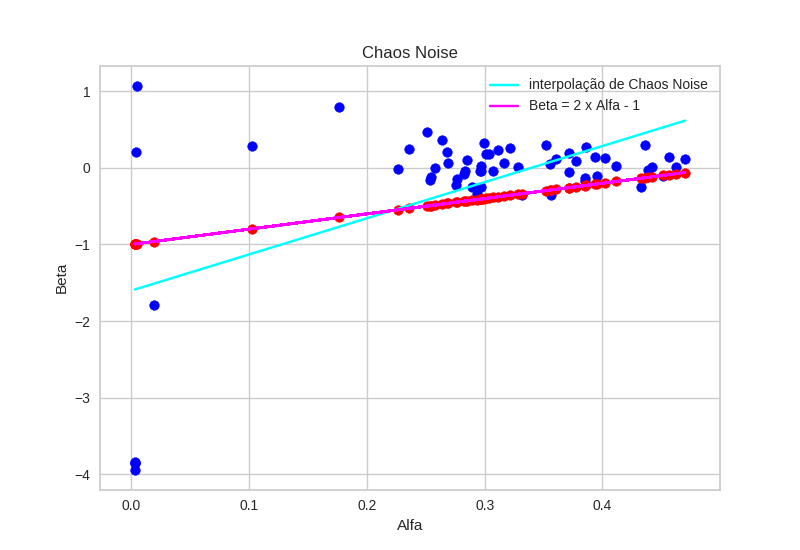 Chaos Noise
interpolação de Chaos Noise
Beta = 2 x Alfa - 1
1
0
−1
−2
−3
−4
Beta
0.0 0.1 0.2 0.3 0.4
Alfa